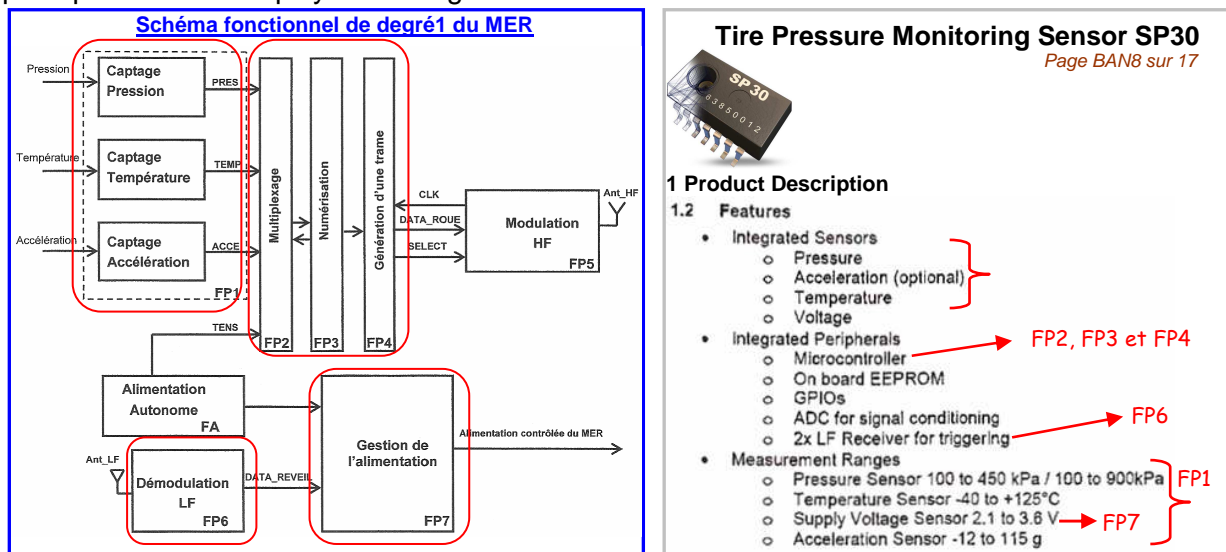 Schéma fonctionnel de degré1 du MER
Pression
Captage
Pression
PRES
Température
Captage
Température
TEMP
Accélération
Captage
Accélération
ACCE
FP1
Multiplexage
FP2
Numérisation
FP3
Génération d'une trame
FP4
CLK
DATA_ROUE
SELECT
Modulation
HF
FP5
Ant_HF
TENS
Alimentation
Autonome
FA
Ant_LF
Démodulation
LF
FP6
DATA_REVEIL
Gestion de
l'alimentation
FP7
Alimentation contrôlée du MER
Tire Pressure Monitoring Sensor SP30
Page BAN8 sur 17
SP30
63850012
1 Product Description
1.2 Features
• Integrated Sensors
o Pressure
o Acceleration (optional)
o Temperature
o Voltage
• Integrated Peripherals
o Microcontroller
FP2, FP3 et FP4
o On board EEPROM
o GPIOs
o ADC for signal conditioning
o 2x LF Receiver for triggering
FP6
• Measurement Ranges
o Pressure Sensor 100 to 450 kPa / 100 to 900kPa
o Temperature Sensor -40 to +125°C
o Supply Voltage Sensor 2.1 to 3.6 V
FP7
o Acceleration Sensor -12 to 115 g
FP1